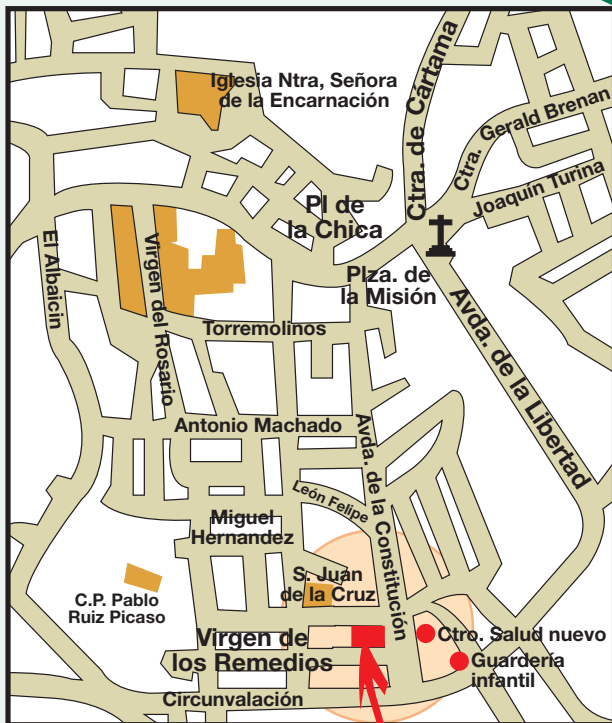 Iglesia Ntra, Señora
de la Encarnación
Ctra. de Cártama
Ctra. Gerald Brenan
Joaquín Turina
Pl de
la Chica
Plza. de
la Misión
El Albaicin
Virgen del Rosario
Torremolinos
Avda. de la Libertad
Antonio Machado
Avda. de la Constitución
León Felipe
Miguel
Hernandez
S. Juan
de la Cruz
C.P. Pablo
Ruiz Picaso
Virgen de
los Remedios
Ctro. Salud nuevo
Guardería
infantil
Circunvalación